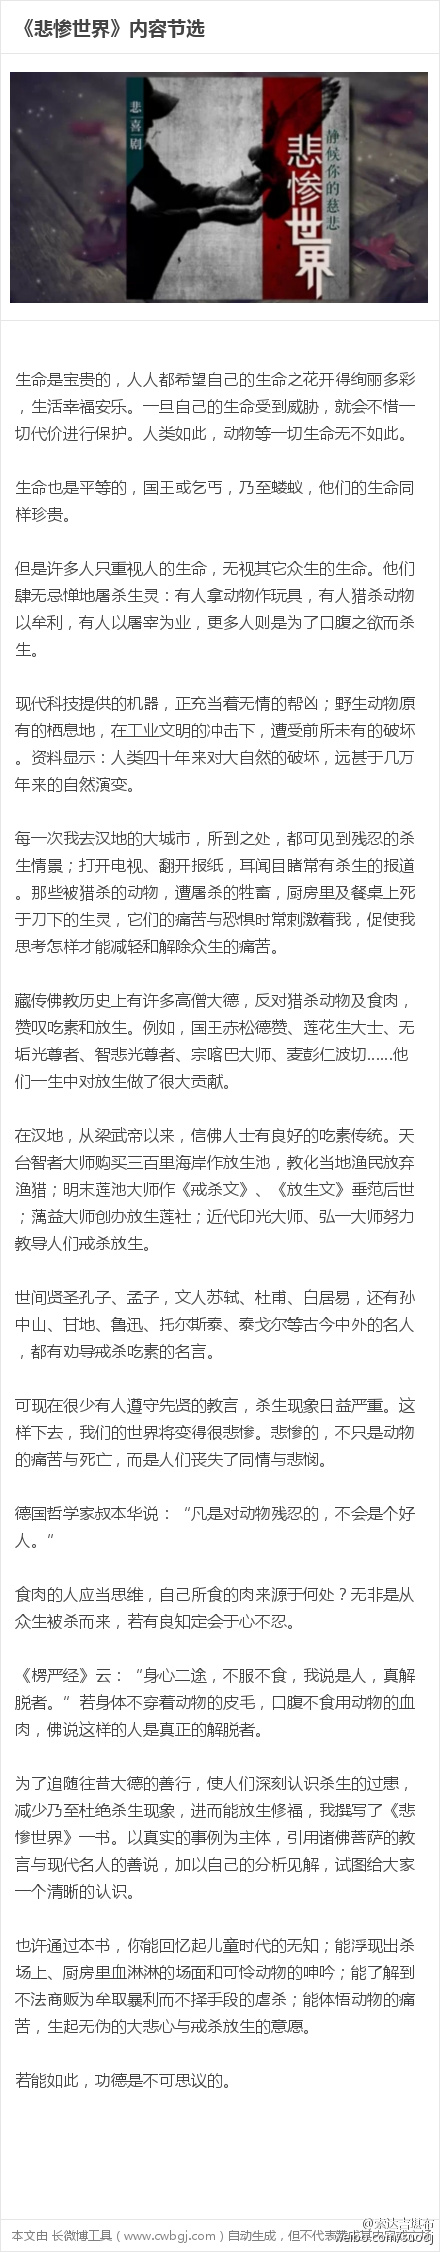 《悲惨世界》内容节选
悲喜剧
静候你的慈悲
悲惨世界
生命是宝贵的，人人都希望自己的生命之花开得绚丽多彩
，生活幸福安乐。一旦自己的生命受到威胁，就会不惜一
切代价进行保护。人类如此，动物等一切生命无不如此。
生命也是平等的，国王或乞丐，乃至蝼蚁，他们的生命同
样珍贵。
但是许多人只重视人的生命，无视其它众生的生命。他们
肆无忌惮地屠杀生灵：有人拿动物作玩具，有人猎杀动物
以牟利，有人以屠宰为业，更多人则是为了口腹之欲而杀
生。
现代科技提供的机器，正充当着无情的帮凶；野生动物原
有的栖息地，在工业文明的冲击下，遭受前所未有的破坏
。资料显示：人类四十年来对大自然的破坏，远甚于几万
年来的自然演变。
每一次我去汉地的大城市，所到之处，都可见到残忍的杀
生情景；打开电视、翻开报纸，耳闻目睹常有杀生的报道
。那些被猎杀的动物，遭屠杀的牲畜，厨房里及餐桌上死
于刀下的生灵，它们的痛苦与恐惧时常刺激着我，促使我
思考怎样才能减轻和解除众生的痛苦。
藏传佛教历史上有许多高僧大德，反对猎杀动物及食肉，
赞叹吃素和放生。例如，国王赤松德赞、莲花生大士、无
垢光尊者、智悲光尊者、宗喀巴大师、麦彭仁波切……他
们一生中对放生做了很大贡献。
在汉地，从梁武帝以来，信佛人士有良好的吃素传统。天
台智者大师购买三百里海岸作放生池，教化当地渔民放弃
渔猎；明末莲池大师作《戒杀文》、《放生文》垂范后世
；蕅益大师创办放生莲社；近代印光大师、弘一大师努力
教导人们戒杀放生。
世间贤圣孔子、孟子，文人苏轼、杜甫、白居易，还有孙
中山、甘地、鲁迅、托尔斯泰、泰戈尔等古今中外的名人
，都有劝导戒杀吃素的名言。
可现在很少有人遵守先贤的教言，杀生现象日益严重。这
样下去，我们的世界将变得很悲惨。悲惨的，不只是动物
的痛苦与死亡，而是人们丧失了同情与悲悯。
德国哲学家叔本华说：“凡是对动物残忍的，不会是个好
人。”
食肉的人应当思维，自己所食的肉来源于何处？无非是从
众生被杀而来，若有良知定会于心不忍。
《楞严经》云：“身心二途，不服不食，我说是人，真解
脱者。”若身体不穿着动物的皮毛，口腹不食用动物的血
肉，佛说这样的人是真正的解脱者。
为了追随往昔大德的善行，使人们深刻认识杀生的过患，
减少乃至杜绝杀生现象，进而能放生修福，我撰写了《悲
惨世界》一书。以真实的事例为主体，引用诸佛菩萨的教
言与现代名人的善说，加以自己的分析见解，试图给大家
一个清晰的认识。
也许通过本书，你能回忆起儿童时代的无知；能浮现出杀
场上、厨房里血淋淋的场面和可怜动物的呻吟；能了解到
不法商贩为牟取暴利而不择手段的虐杀；能体悟动物的痛
苦，生起无伪的大悲心与戒杀放生的意愿。
若能如此，功德是不可思议的。
@索达吉堪布
本文由 长微博工具（www.cwbgj.com）自动生成，但不代表
weibo.com/suodj